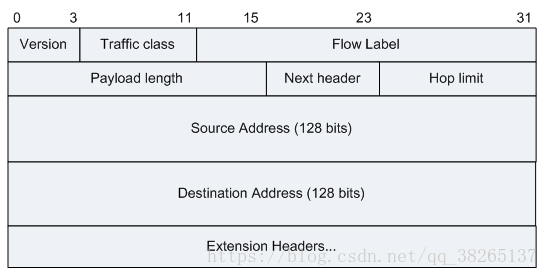 0 3 11 15 23 31
Version Traffic class Flow Label
Payload length Next header Hop limit
Source Address (128 bits)
Destination Address (128 bits)
Extension Headers...
https://blog.csdn.net/qq_38265137